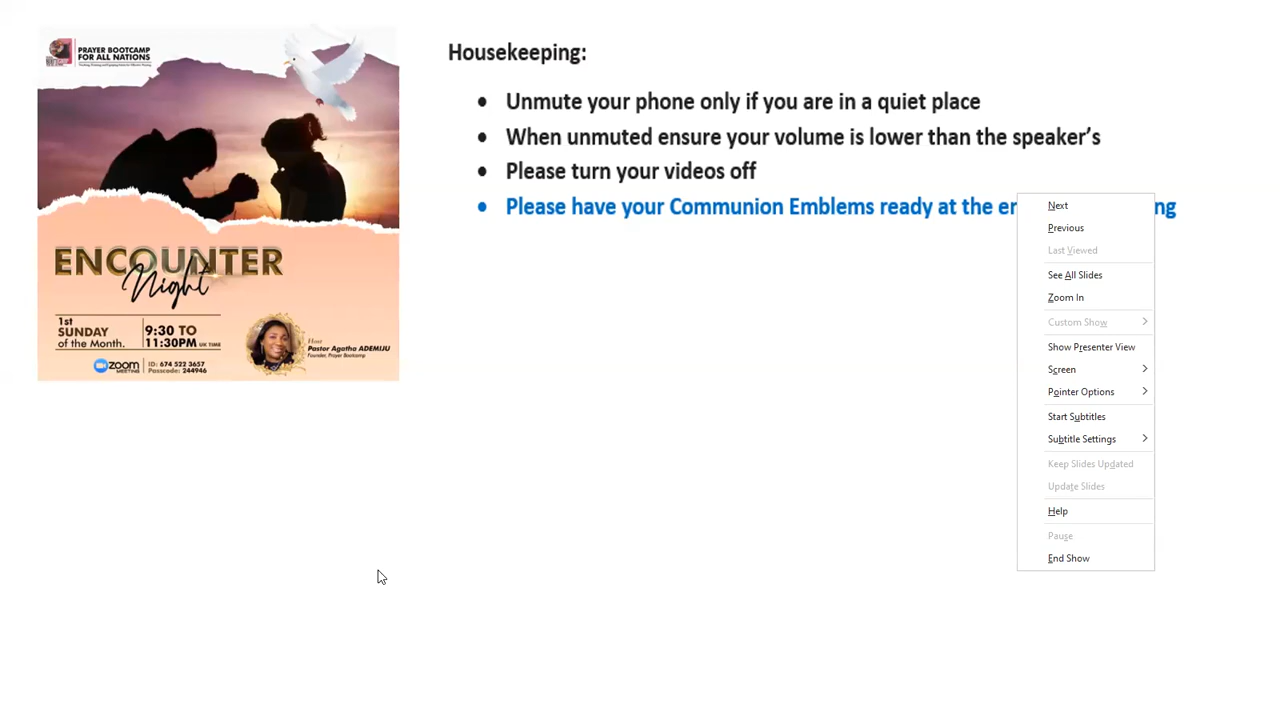 PRAYER BOOTCAMP
FOR ALL NATIONS
ENCOUNTER
Night
1st
SUNDAY
of the Month.
9:30 TO
11:30PM UK TIME
zoom
MEETING
ID: 674 522 3657
Passcode: 244946
Host
Pastor Agatha ADEMIJU
Founder, Prayer Bootcamp
Housekeeping:
• Unmute your phone only if you are in a quiet place
• When unmuted ensure your volume is lower than the speaker’s
• Please turn your videos off
• Please have your Communion Emblems ready at the
Next
Previous
Last Viewed
See All Slides
Zoom In
Custom Show
Show Presenter View
Screen
Pointer Options
Start Subtitles
Subtitle Settings
Keep Slides Updated
Update Slides
Help
Pause
End Show